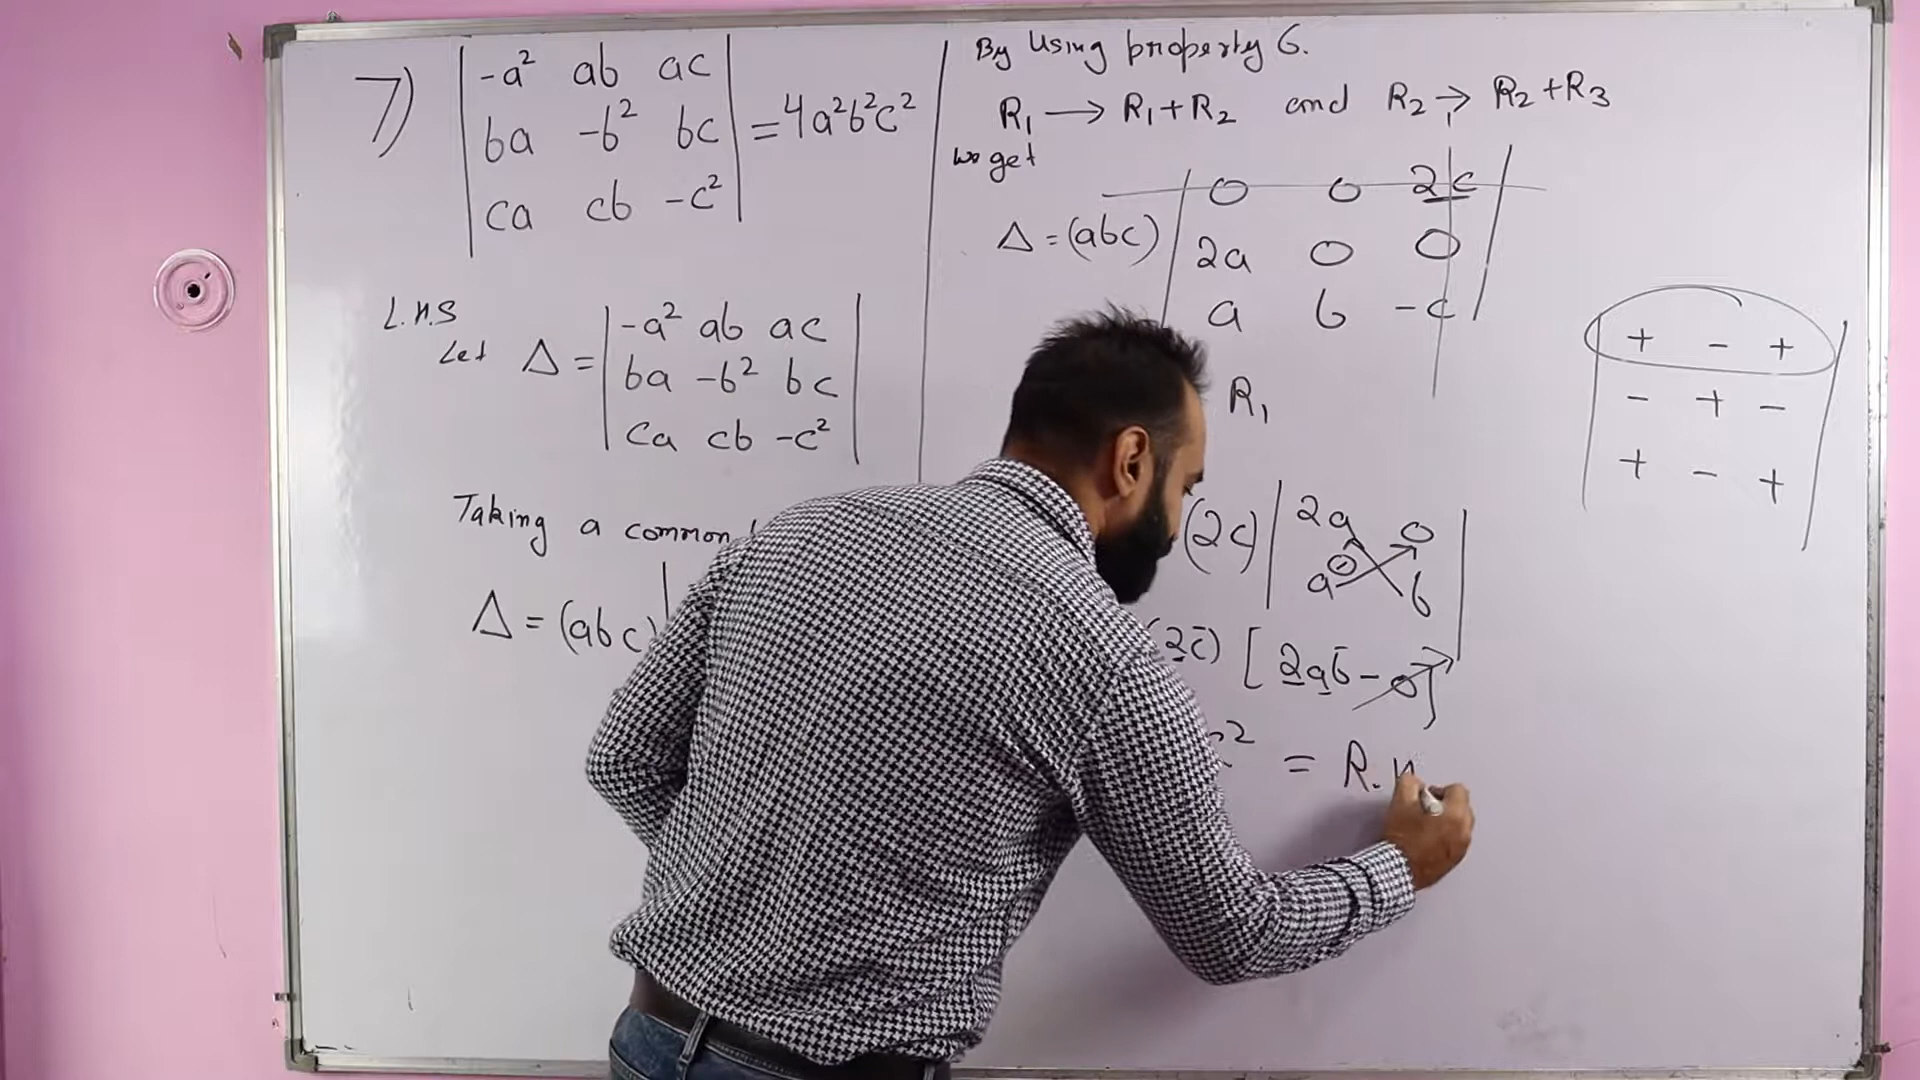 7) | -a² ab ac |
| ba -b² bc | = 4a²b²c²
| ca cb -c² |
L.H.S
Let Δ = | -a² ab ac |
| ba -b² bc |
| ca cb -c² |
Taking a common
Δ = (abc) |
By Using property 6.
R₁ → R₁+R₂ and R₂ → R₂+R₃
we get
| 0 0 2c |
Δ = (abc) | 2a 0 0 |
| a b -c |
R₁
(2c) | 2a 0 |
| a b |
(2c) [2ab - 0]
² = R.H
+ - +
- + -
+ - +